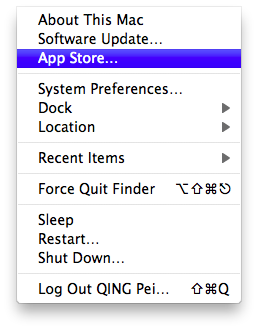 About This Mac
Software Update...
App Store...
System Preferences...
Dock
Location
Recent Items
Force Quit Finder ⌥⇧⌘⎋
Sleep
Restart...
Shut Down...
Log Out QING Pei... ⇧⌘Q